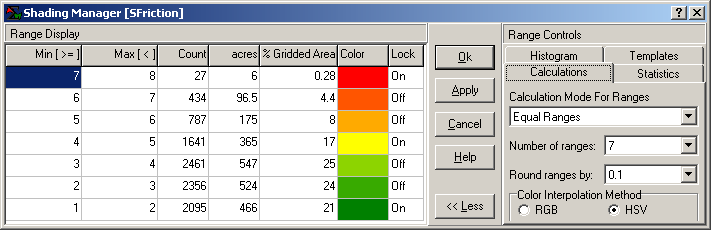 Shading Manager [SFriction]
Range Display
Min [ >= ] Max [ < ] Count acres % Gridded Area Color Lock
7 8 27 6 0.28 On
6 7 434 96.5 4.4 Off
5 6 787 175 8 Off
4 5 1641 365 17 On
3 4 2461 547 25 Off
2 3 2356 524 24 Off
1 2 2095 466 21 On
Ok
Apply
Cancel
Help
<< Less
Range Controls
Histogram Templates
Calculations Statistics
Calculation Mode For Ranges
Equal Ranges
Number of ranges: 7
Round ranges by: 0.1
Color Interpolation Method
RGB HSV